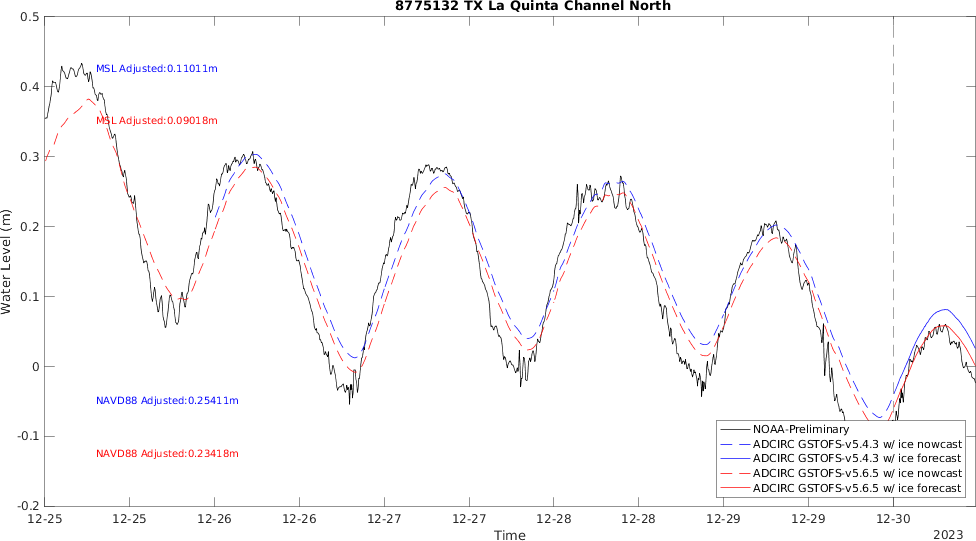 8775132 TX La Quinta Channel North
0.5
0.4
0.3
0.2
0.1
0
-0.1
-0.2
Water Level (m)
MSL Adjusted:0.11011m
MSL Adjusted:0.09018m
NAVD88 Adjusted:0.25411m
NAVD88 Adjusted:0.23418m
NOAA-Preliminary
ADCIRC GSTOFS-v5.4.3 w/ ice nowcast
ADCIRC GSTOFS-v5.4.3 w/ ice forecast
ADCIRC GSTOFS-v5.6.5 w/ ice nowcast
ADCIRC GSTOFS-v5.6.5 w/ ice forecast
12-25 12-25 12-26 12-26 12-27 12-27 12-28 12-28 12-29 12-29 12-30
Time
2023